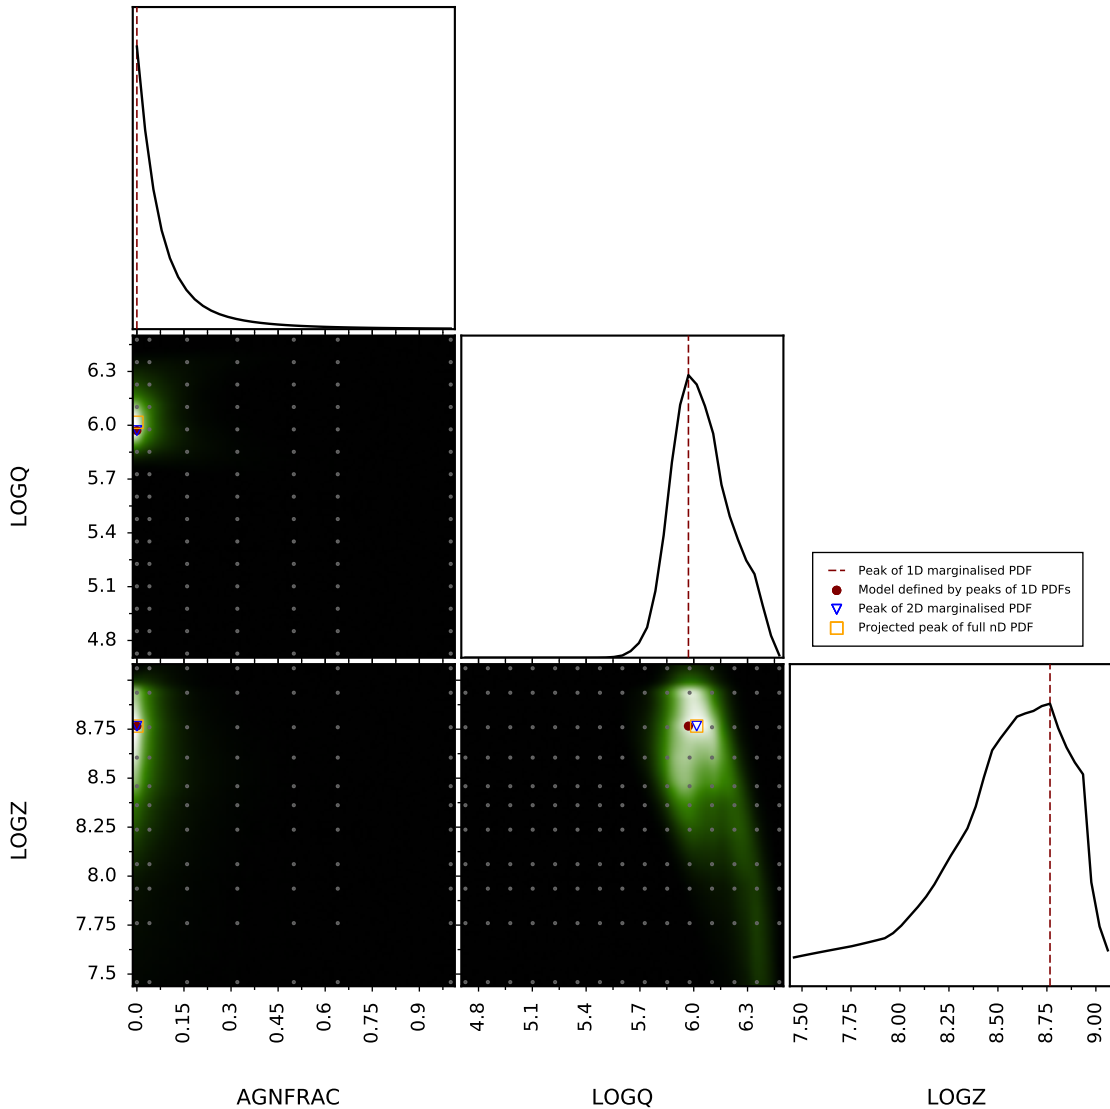 6.3
6.0
5.7
5.4
5.1
4.8
LOGQ
Peak of 1D marginalised PDF
Model defined by peaks of 1D PDFs
Peak of 2D marginalised PDF
Projected peak of full nD PDF
8.75
8.5
8.25
8.0
7.75
7.5
LOGZ
0.0 0.15 0.3 0.45 0.75 0.9
4.8 5.1 5.4 5.7 6.0 6.3
7.50 7.75 8.00 8.25 8.50 8.75 9.00
AGNFRAC LOGQ LOGZ